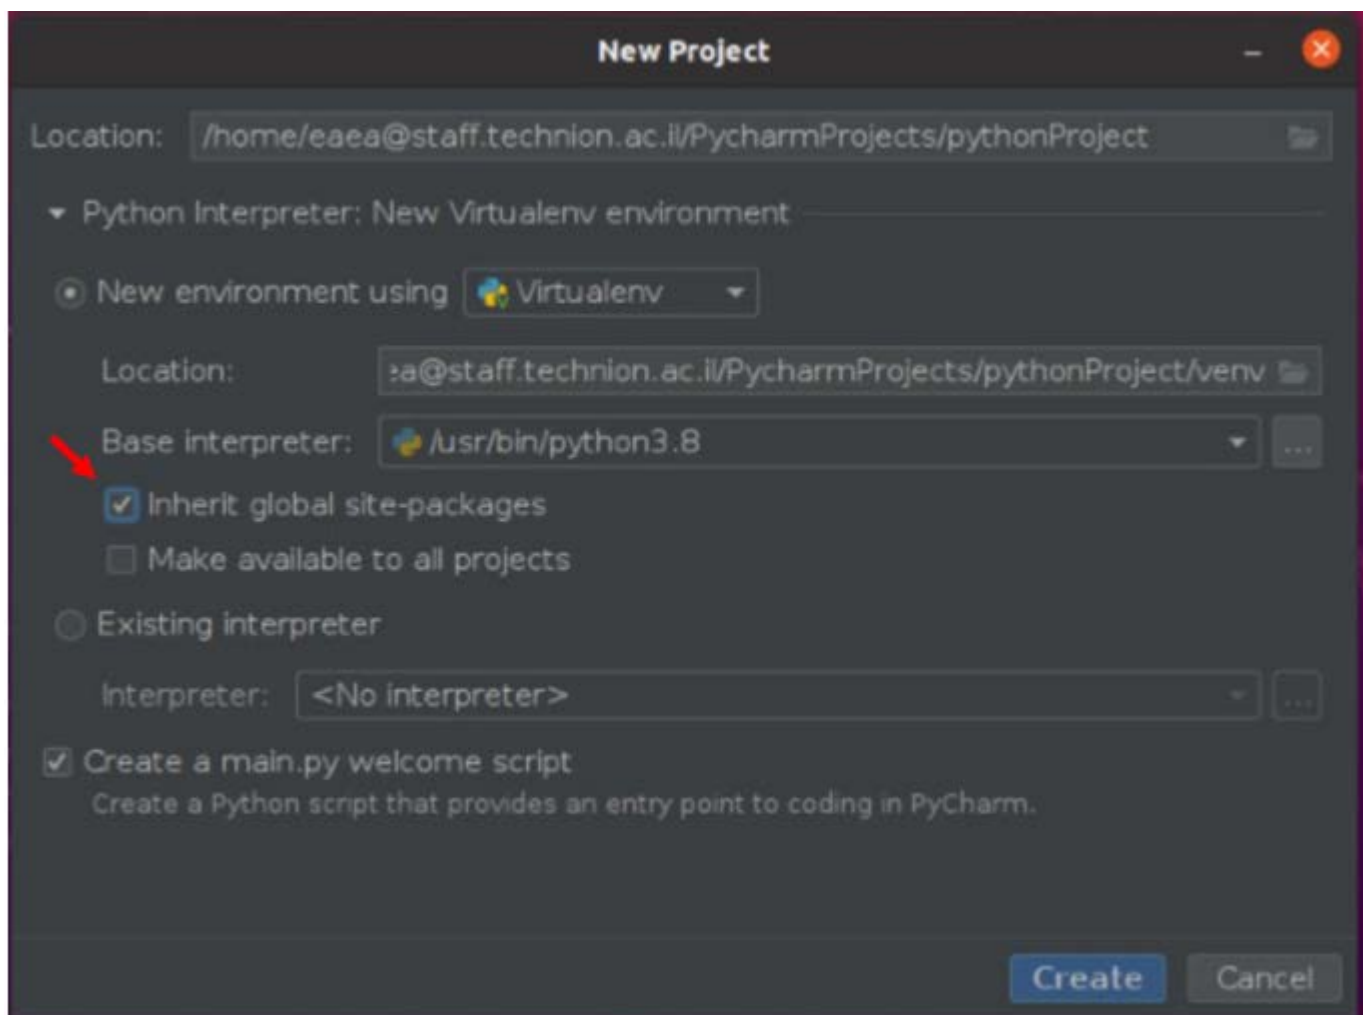 New Project
Location: /home/eaea@staff.technion.ac.il/PycharmProjects/pythonProject
Python Interpreter: New Virtualenv environment
New environment using Virtualenv
Location: ea@staff.technion.ac.il/PycharmProjects/pythonProject/venv
Base interpreter: /usr/bin/python3.8 ...
Inherit global site-packages
Make available to all projects
Existing interpreter
Interpreter: <No interpreter> ...
Create a main.py welcome script
Create a Python script that provides an entry point to coding in PyCharm.
Create Cancel